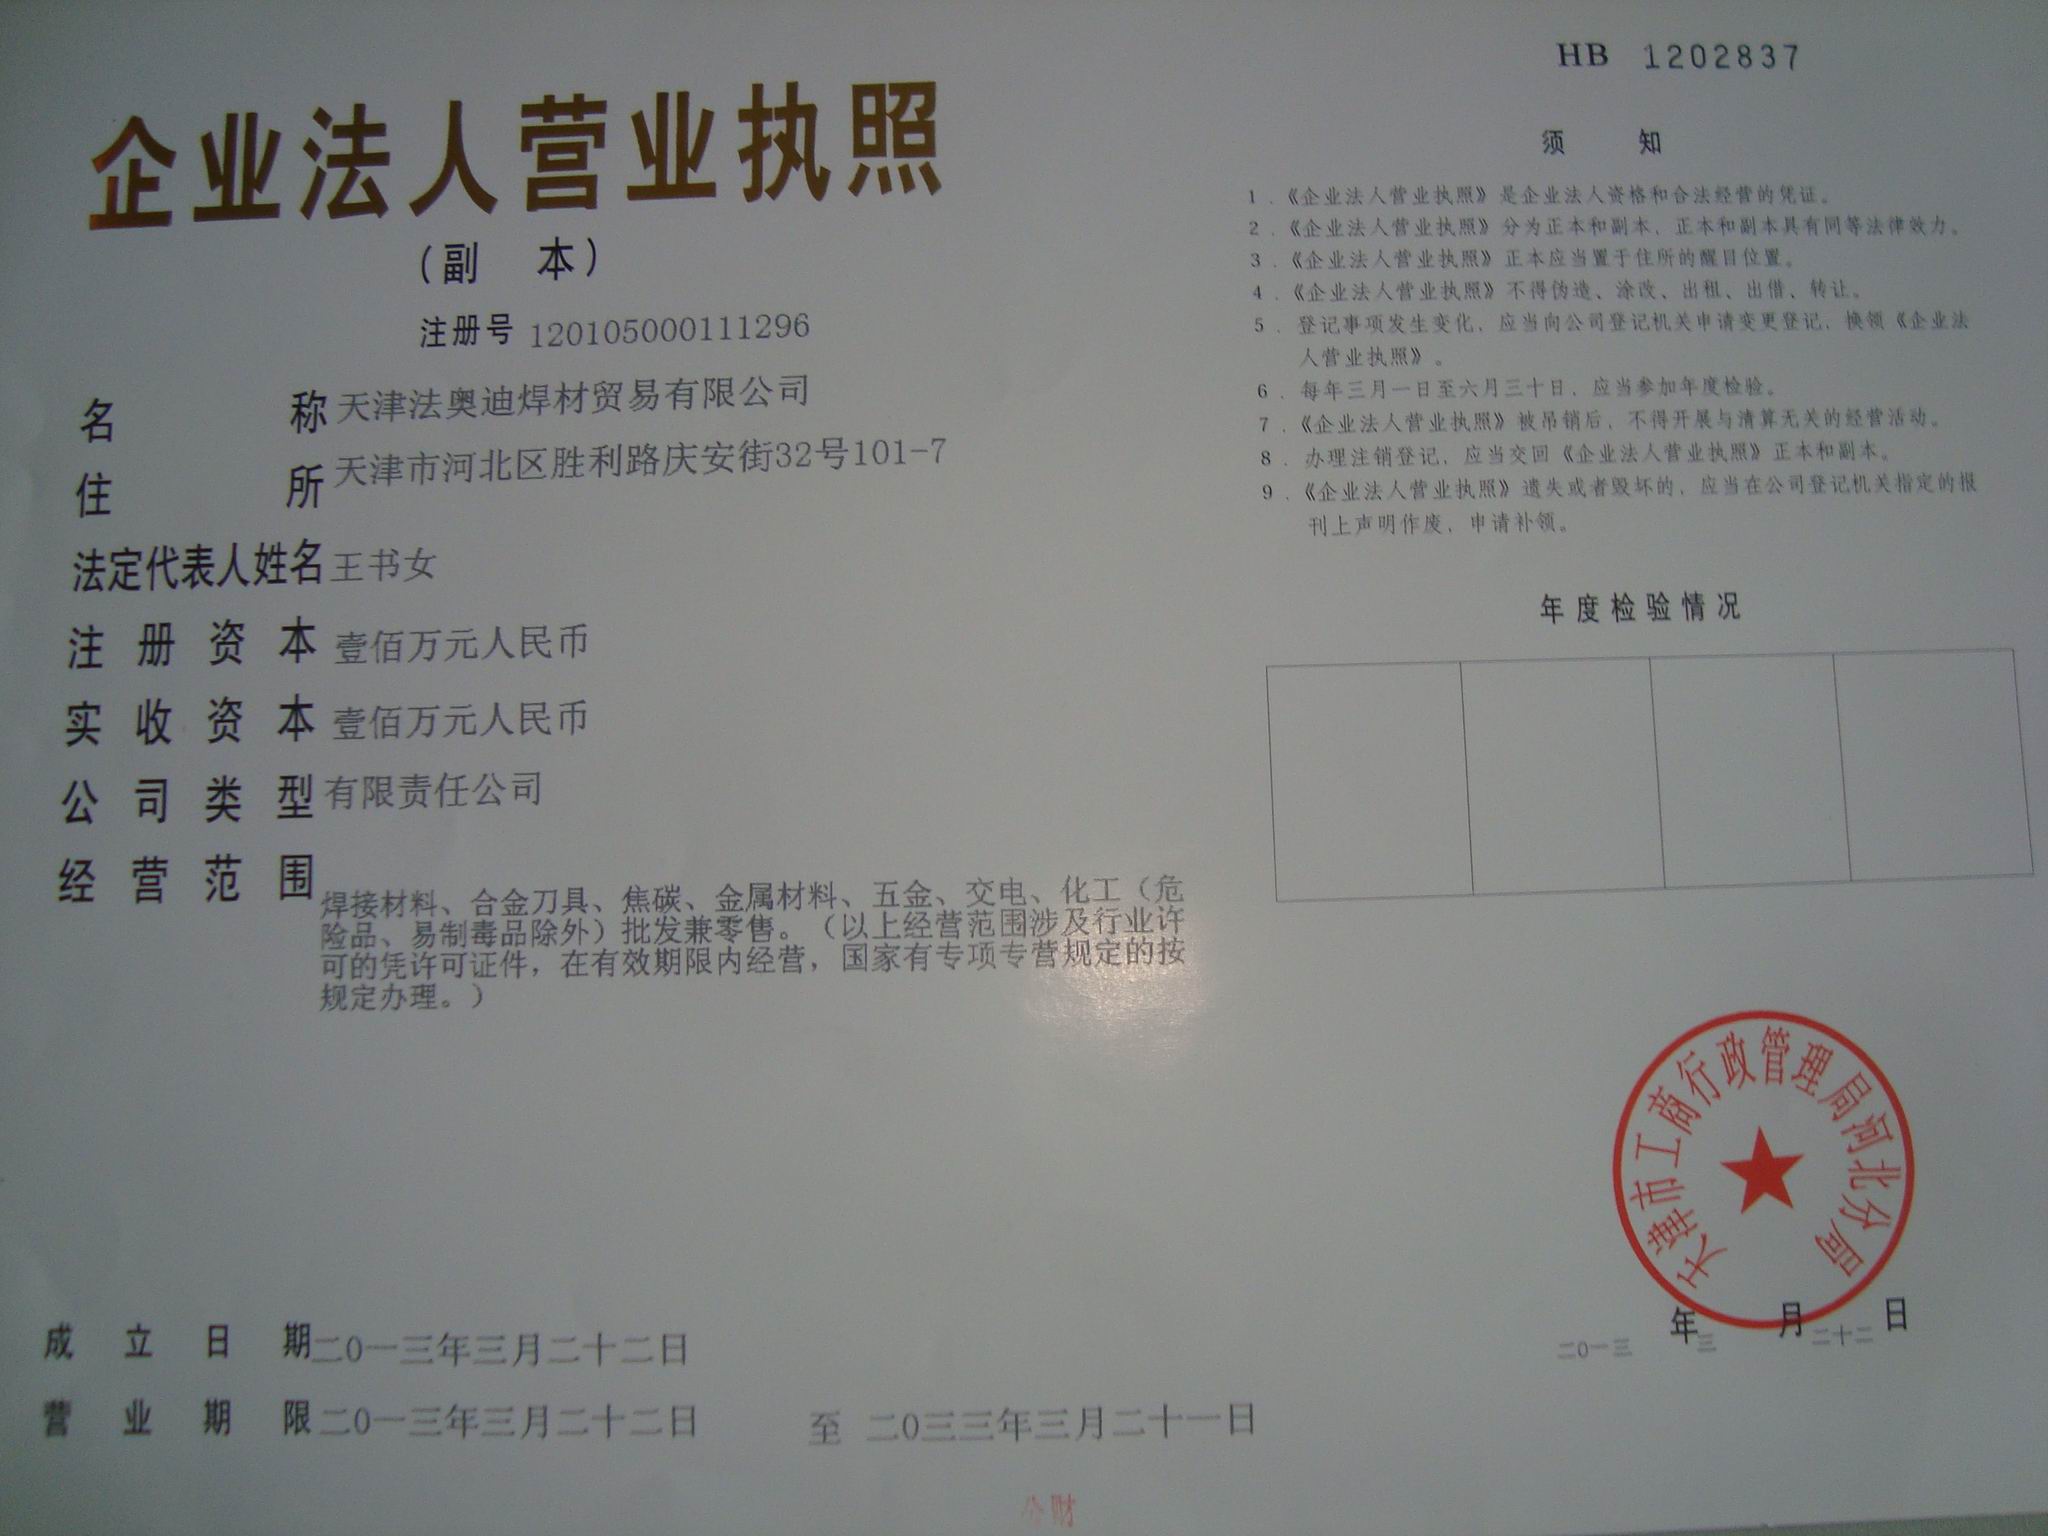 企业法人营业执照
（副 本）
注册号 120105000111296
名 称 天津法奥迪焊材贸易有限公司
住 所 天津市河北区胜利路庆安街32号101-7
法定代表人姓名 王书女
注 册 资 本 壹佰万元人民币
实 收 资 本 壹佰万元人民币
公 司 类 型 有限责任公司
经 营 范 围
焊接材料、合金刀具、焦碳、金属材料、五金、交电、化工（危
险品、易制毒品除外）批发兼零售。（以上经营范围涉及行业许
可的凭许可证件，在有效期限内经营，国家有专项专营规定的按
规定办理。）
成 立 日 期 二0一三年三月二十二日
营 业 期 限 二0一三年三月二十二日 至 二0三三年三月二十一日
HB 1202837
须 知
1．《企业法人营业执照》是企业法人资格和合法经营的凭证。
2．《企业法人营业执照》分为正本和副本，正本和副本具有同等法律效力。
3．《企业法人营业执照》正本应当置于住所的醒目位置。
4．《企业法人营业执照》不得伪造、涂改、出租、出借、转让。
5．登记事项发生变化，应当向公司登记机关申请变更登记，换领《企业法
人营业执照》。
6．每年三月一日至六月三十日，应当参加年度检验。
7．《企业法人营业执照》被吊销后，不得开展与清算无关的经营活动。
8．办理注销登记，应当交回《企业法人营业执照》正本和副本。
9．《企业法人营业执照》遗失或者毁坏的，应当在公司登记机关指定的报
刊上声明作废，申请补领。
年度检验情况
天津市工商行政管理局河北分局
年 月 日
二0一三 三 二十二